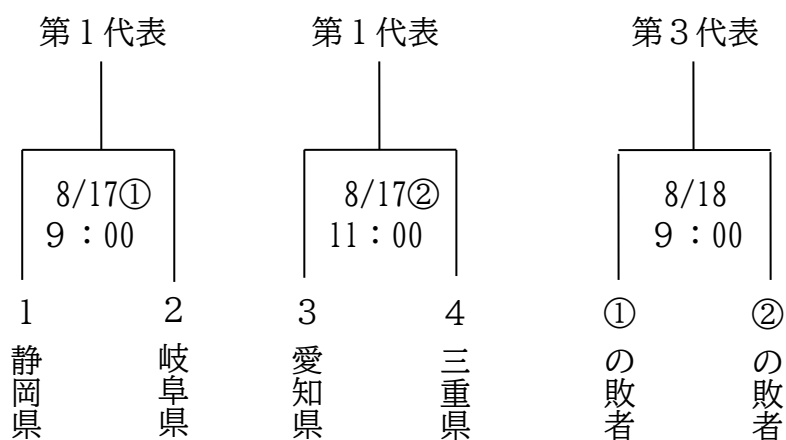 第１代表
第１代表
第３代表
8/17①
９：00
8/17②
11：00
8/18
９：00
1
２
３
４
①
②
静岡県
岐阜県
愛知県
三重県
の敗者
の敗者